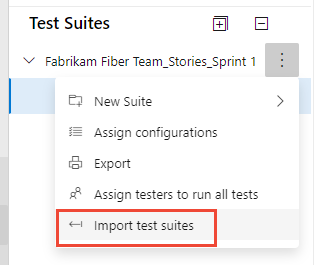 Test Suites
Fabrikam Fiber Team_Stories_Sprint 1
New Suite
Assign configurations
Export
Assign testers to run all tests
Import test suites